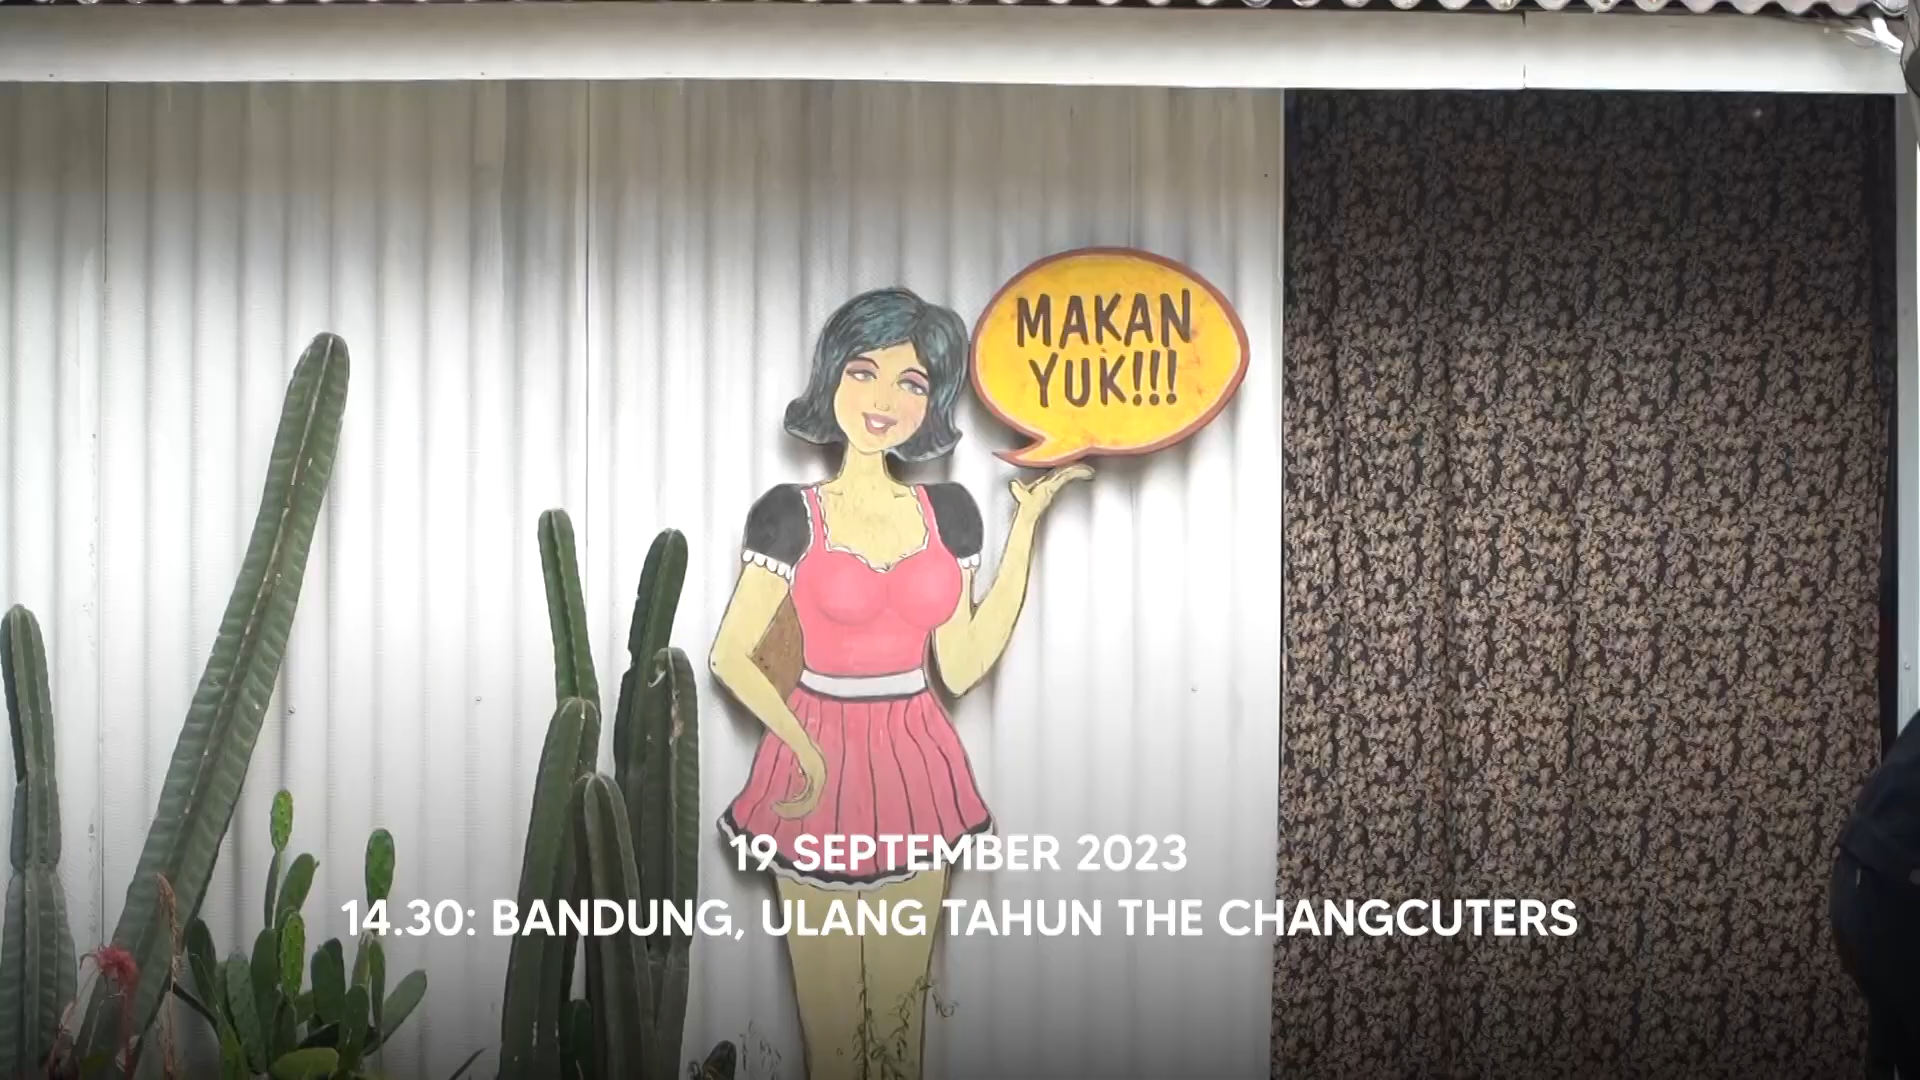 MAKAN
YUK!!!
19 SEPTEMBER 2023
14.30: BANDUNG, ULANG TAHUN THE CHANGCUTERS